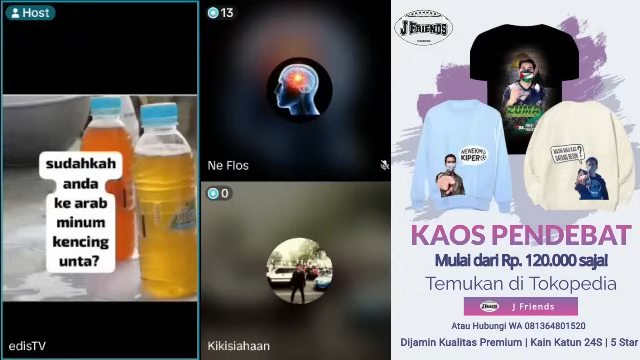 Host
sudahkah
anda
ke arab
minum
kencing
unta?
edisTV
13
Ne Flos
0
Kikisiahaan
J FRIENDS
ZUMA
NENEKMU
KIPER
KAOS PENDEBAT
Mulai dari Rp. 120.000 saja!
Temukan di Tokopedia
J Friends
Atau Hubungi WA 081364801520
Dijamin Kualitas Premium | Kain Katun 24S | 5 Star